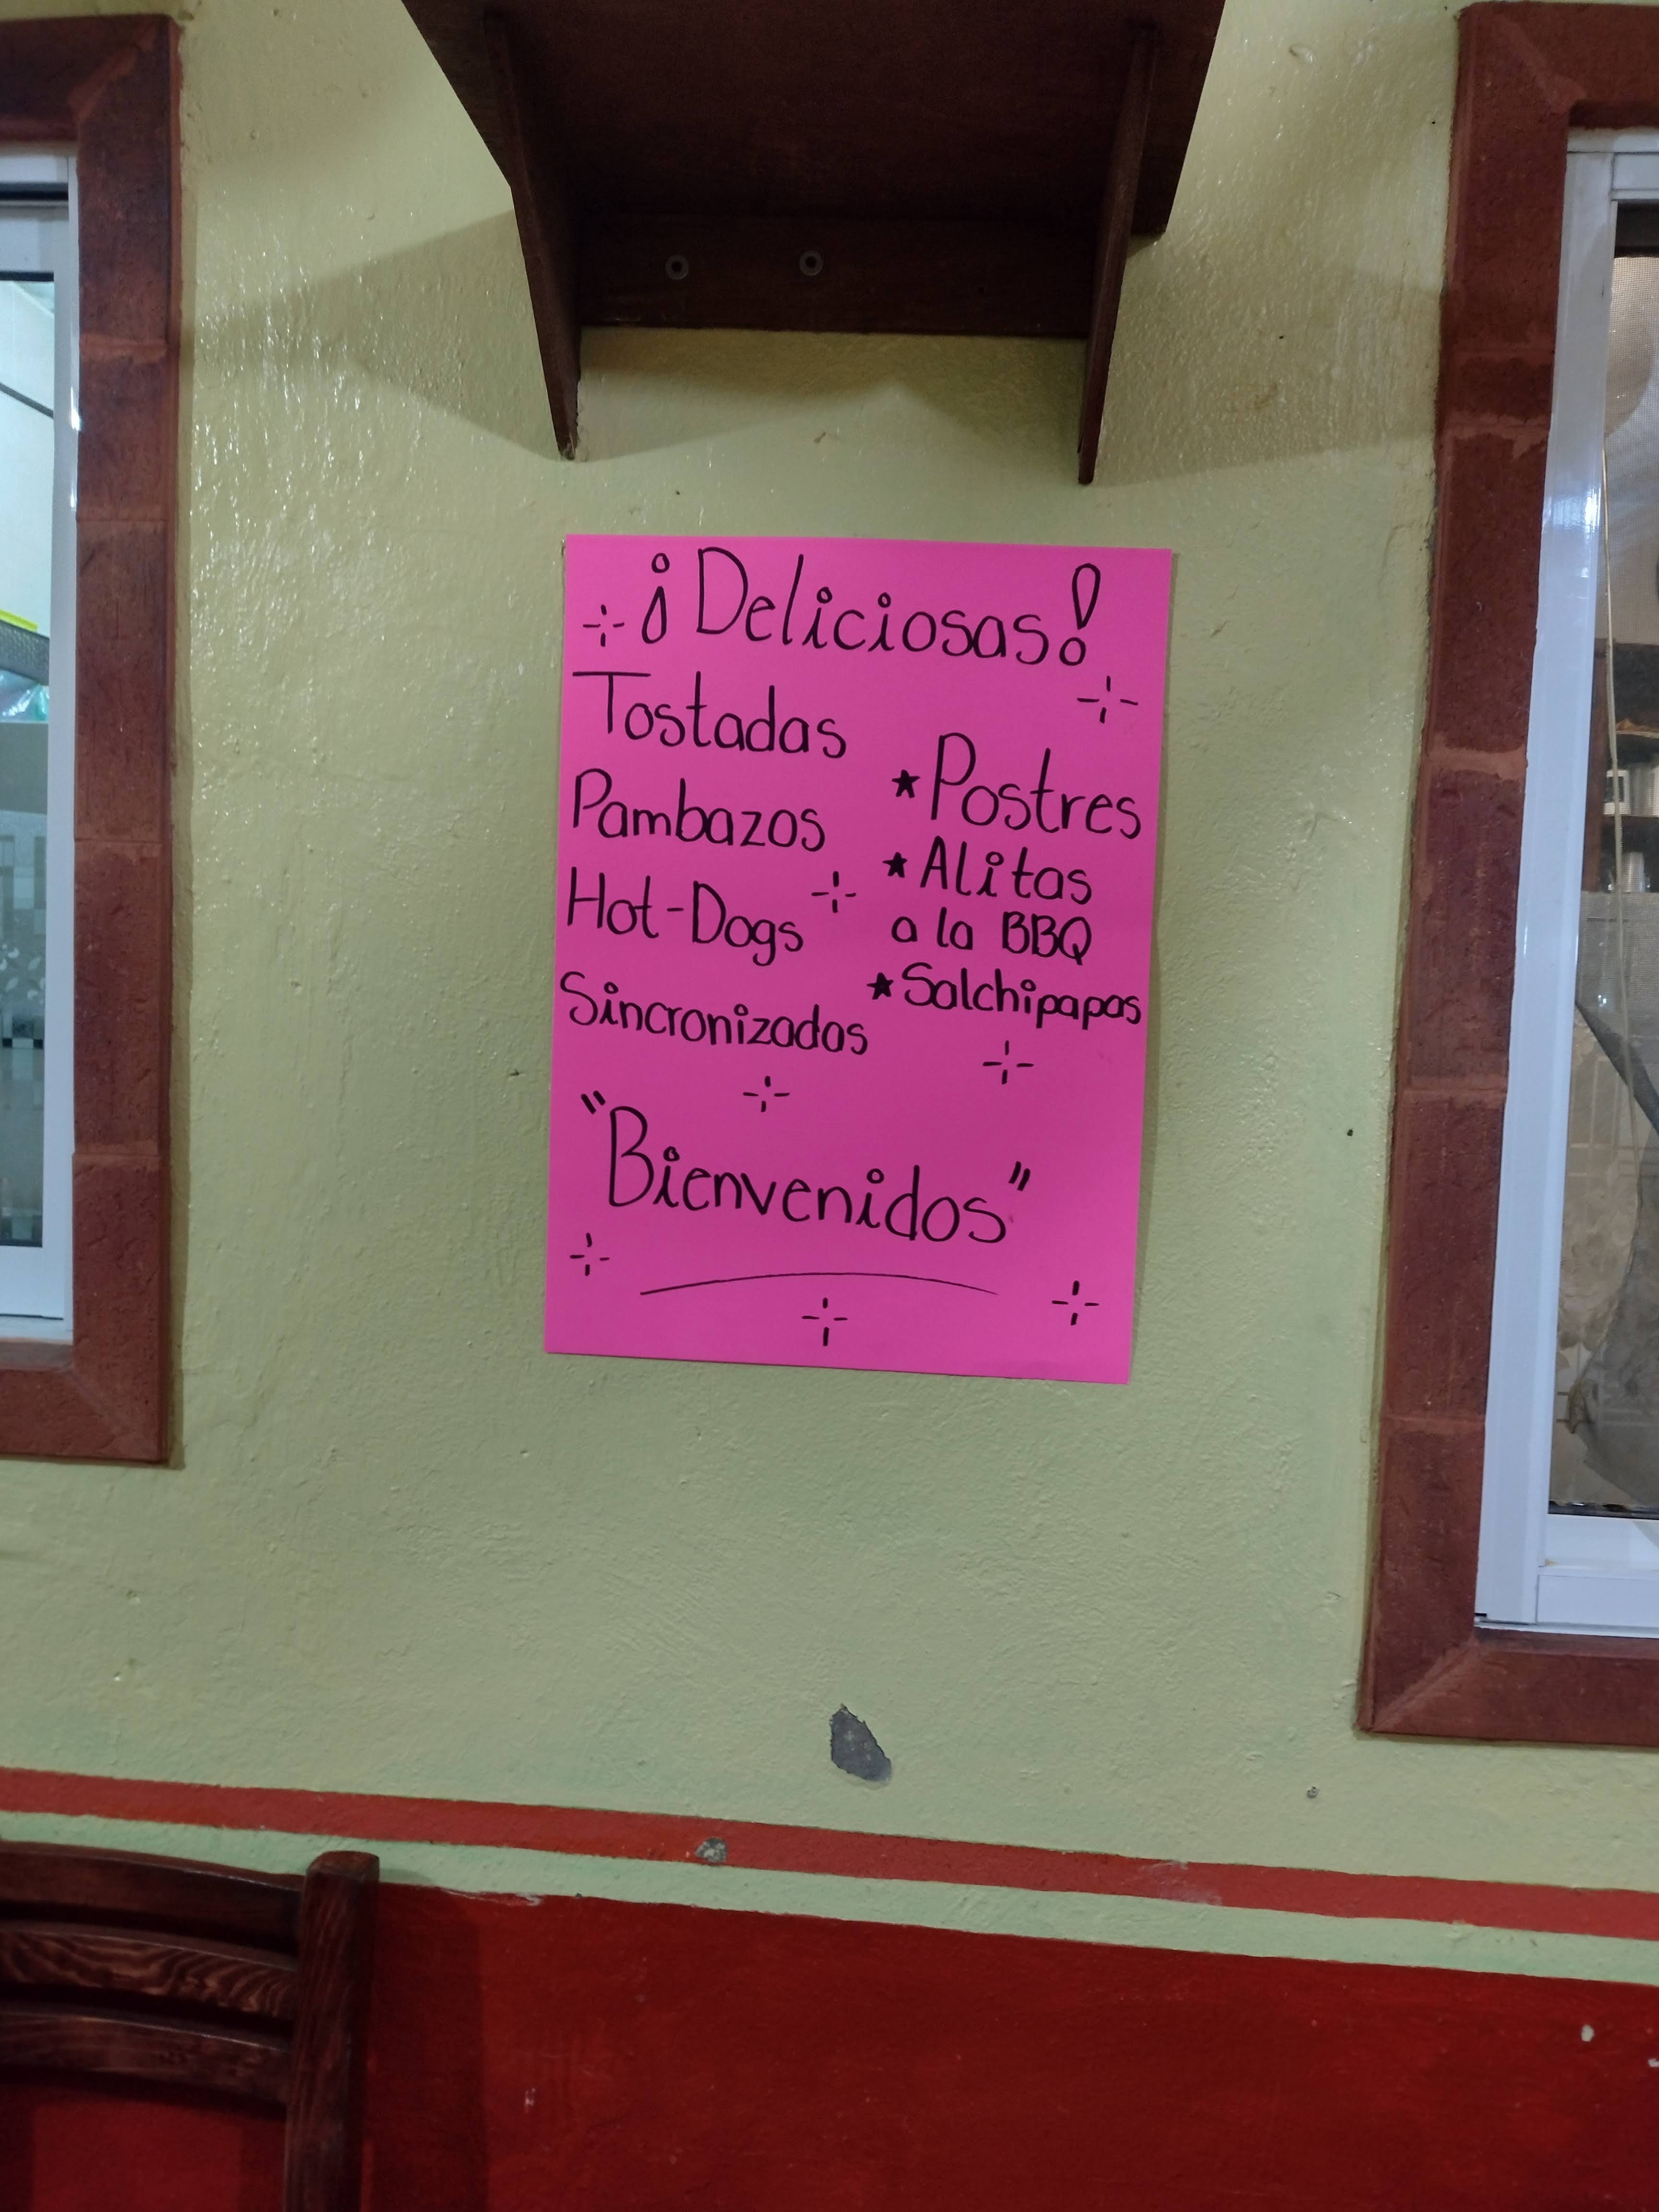 ¡Deliciosas!
Tostadas
Pambazos
Hot-Dogs
Sincronizadas
★Postres
★Alitas
a la BBQ
★Salchipapas
"Bienvenidos"